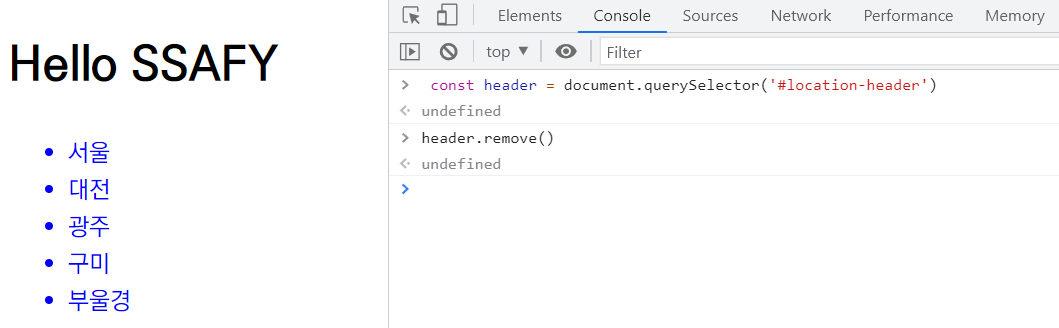 Hello SSAFY
서울
대전
광주
구미
부울경
Elements Console Sources Network Performance Memory
top ▼ Filter
> const header = document.querySelector('#location-header')
undefined
> header.remove()
undefined
>